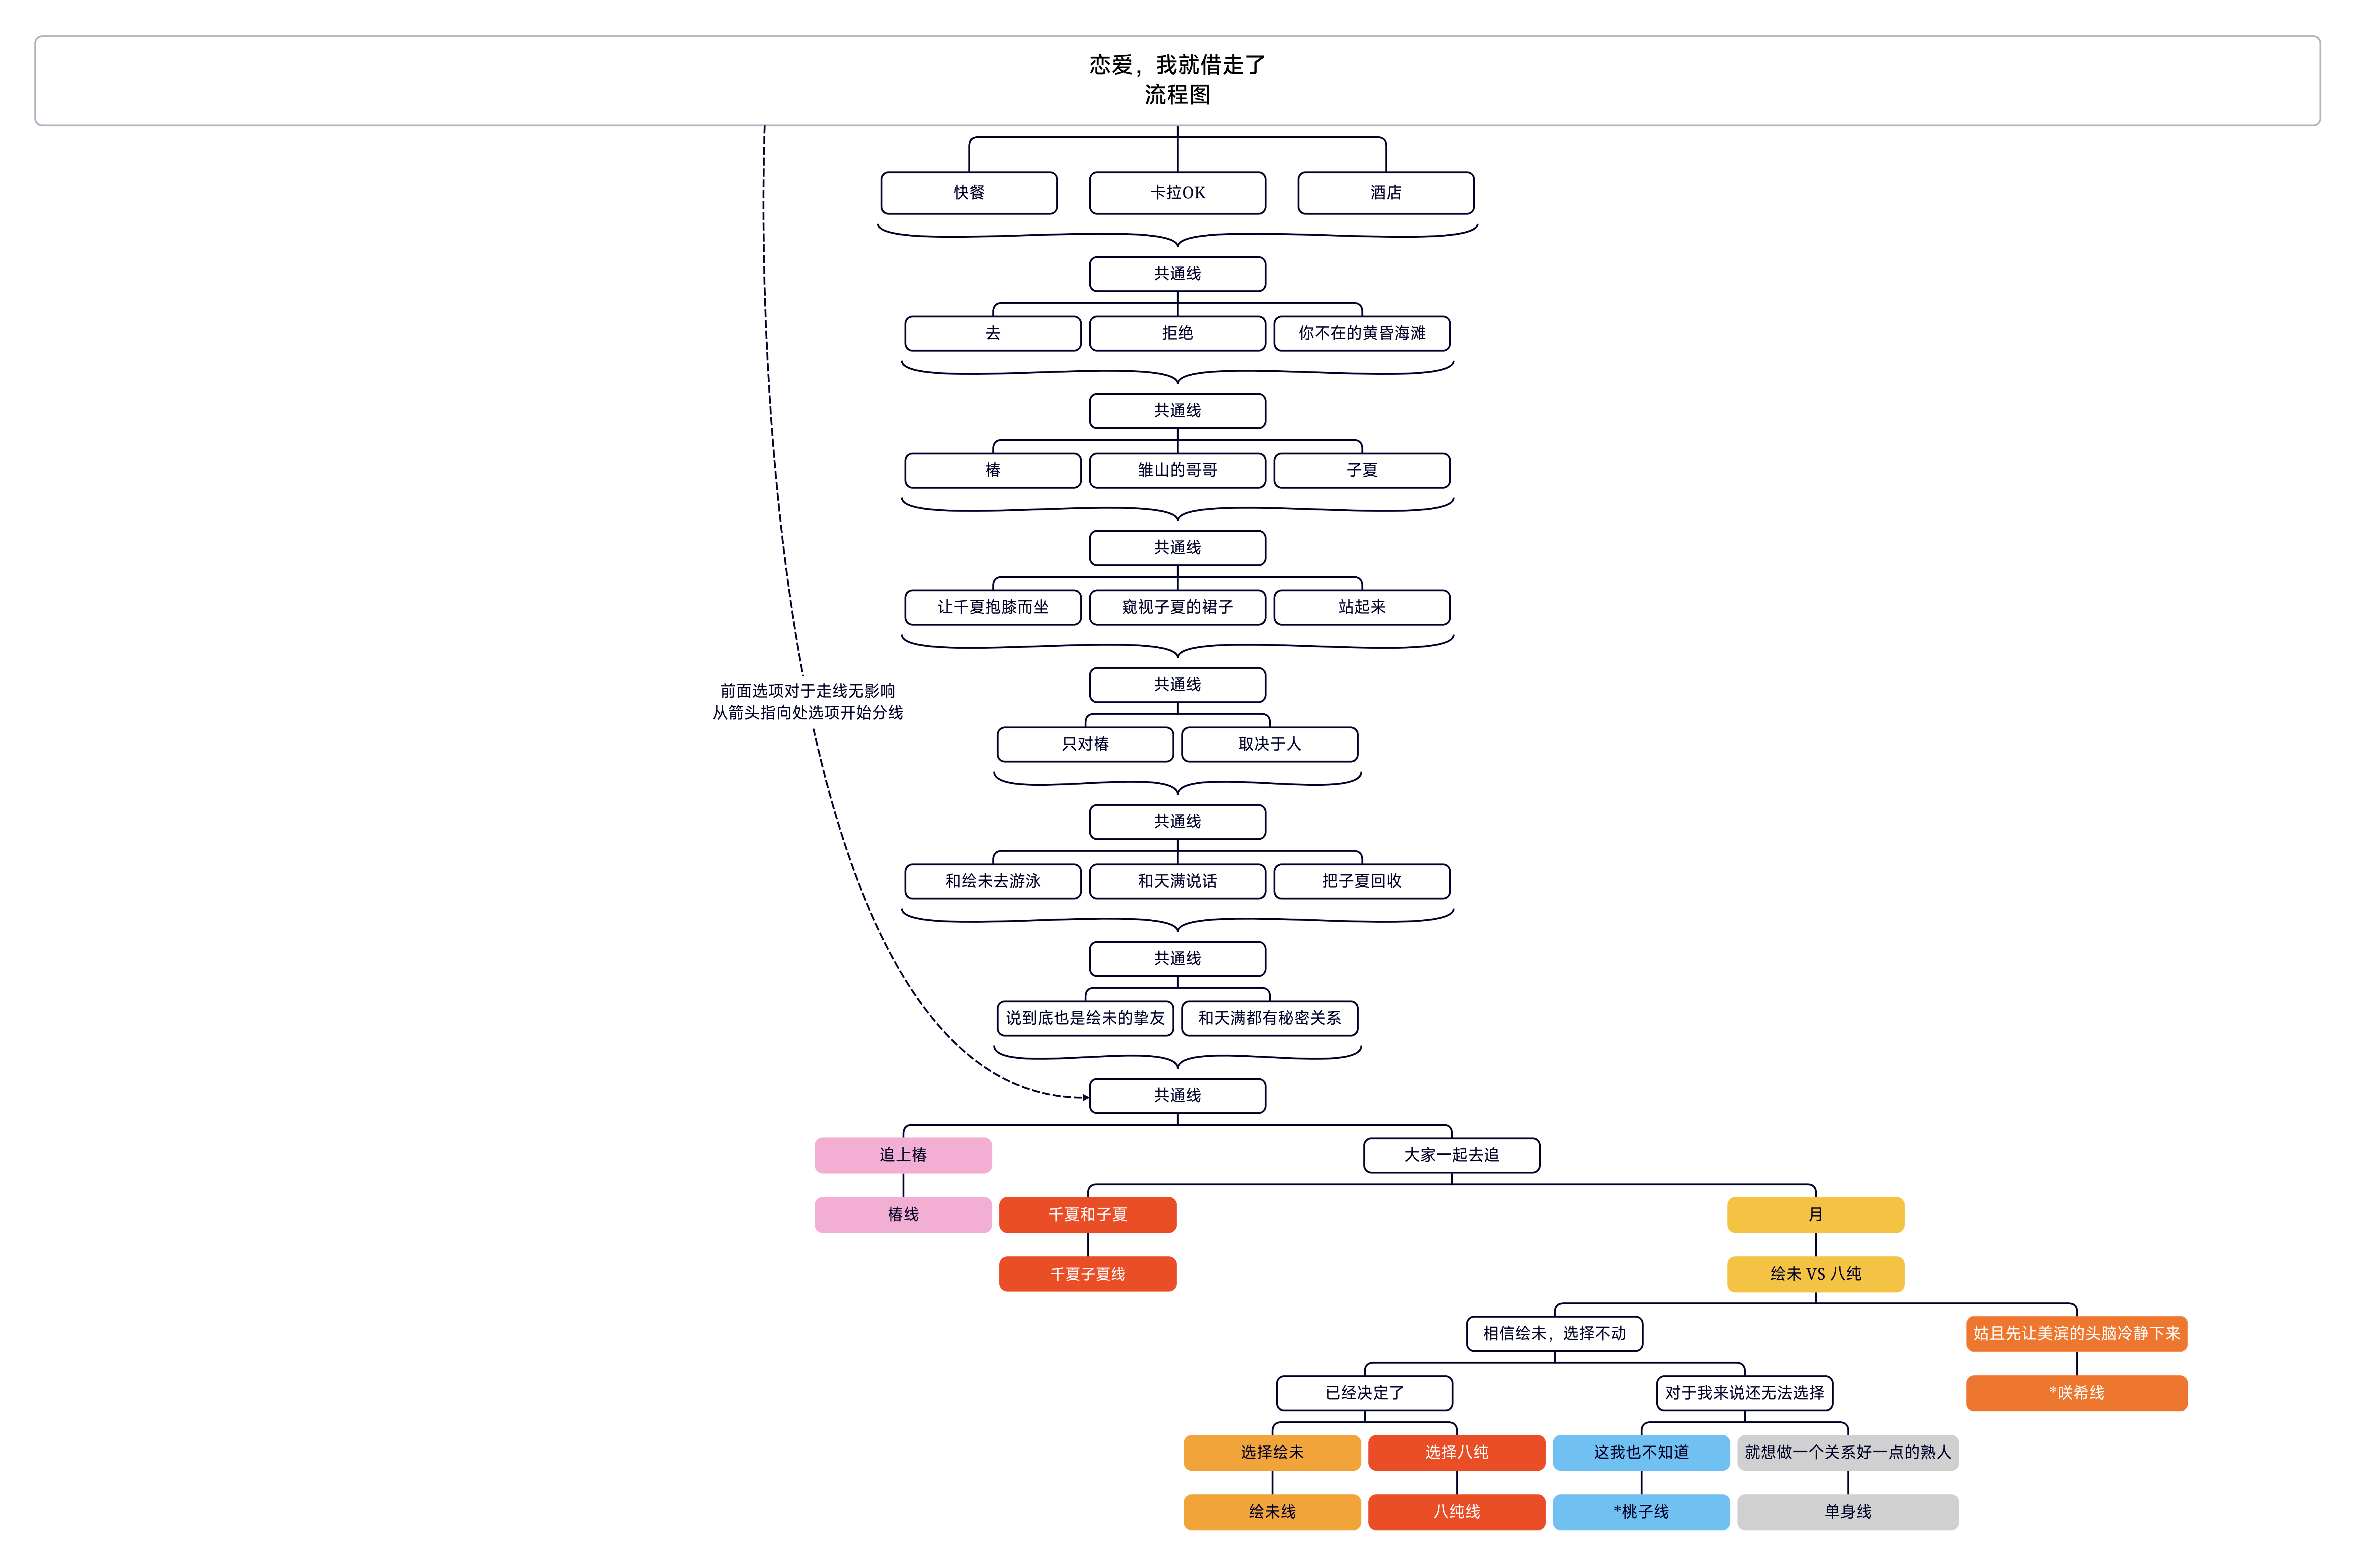 恋爱，我就借走了
流程图
快餐
卡拉OK
酒店
共通线
去
拒绝
你不在的黄昏海滩
共通线
椿
雏山的哥哥
子夏
共通线
让千夏抱膝而坐
窥视子夏的裙子
站起来
共通线
前面选项对于走线无影响
从箭头指向处选项开始分线
只对椿
取决于人
共通线
和绘未去游泳
和天满说话
把子夏回收
共通线
说到底也是绘未的挚友
和天满都有秘密关系
共通线
追上椿
大家一起去追
椿线
千夏和子夏
月
千夏子夏线
绘未 VS 八纯
相信绘未，选择不动
姑且先让美滨的头脑冷静下来
已经决定了
对于我来说还无法选择
*咲希线
选择绘未
选择八纯
这我也不知道
就想做一个关系好一点的熟人
绘未线
八纯线
*桃子线
单身线